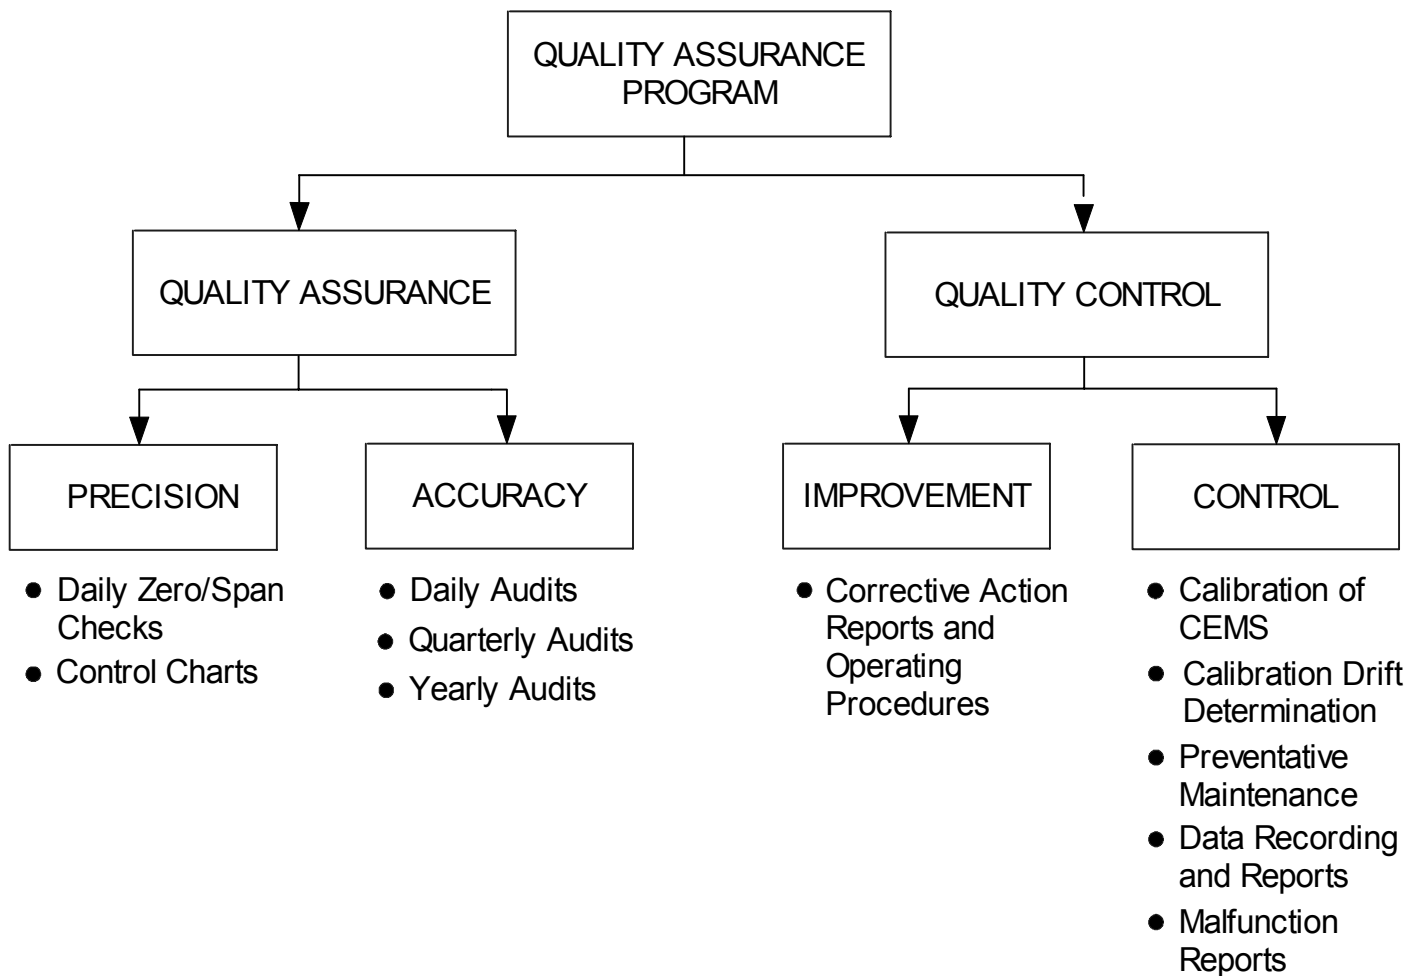 QUALITY ASSURANCE
PROGRAM
QUALITY ASSURANCE
QUALITY CONTROL
PRECISION
ACCURACY
IMPROVEMENT
CONTROL
● Daily Zero/Span
Checks
● Control Charts
● Daily Audits
● Quarterly Audits
● Yearly Audits
● Corrective Action
Reports and
Operating
Procedures
● Calibration of
CEMS
● Calibration Drift
Determination
● Preventative
Maintenance
● Data Recording
and Reports
● Malfunction
Reports